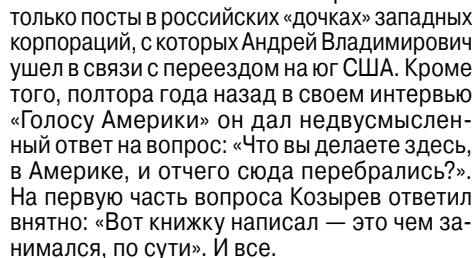 только посты в российских «дочках» западных
корпораций, с которых Андрей Владимирович
ушел в связи с переездом на юг США. Кроме
того, полтора года назад в своем интервью
«Голосу Америки» он дал недвусмыслен-
ный ответ на вопрос: «Что вы делаете здесь,
в Америке, и отчего сюда перебрались?».
На первую часть вопроса Козырев ответил
внятно: «Вот книжку написал — это чем за-
нимался, по сути». И все.